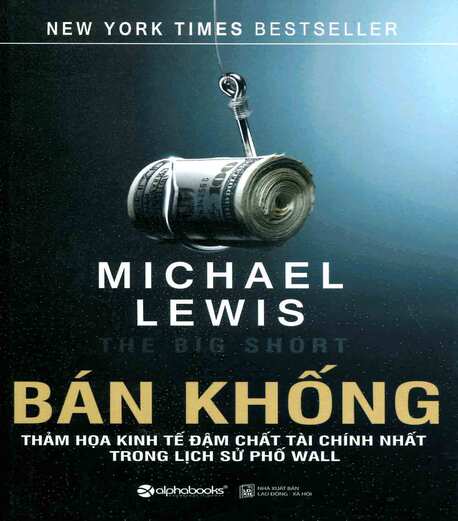 NEW YORK TIMES BESTSELLER
MICHAEL
LEWIS
THE BIG SHORT
BÁN KHỐNG
THẢM HỌA KINH TẾ ĐẬM CHẤT TÀI CHÍNH NHẤT
TRONG LỊCH SỬ PHỐ WALL
alphabooks
NHÀ XUẤT BẢN
LAO ĐỘNG - XÃ HỘI